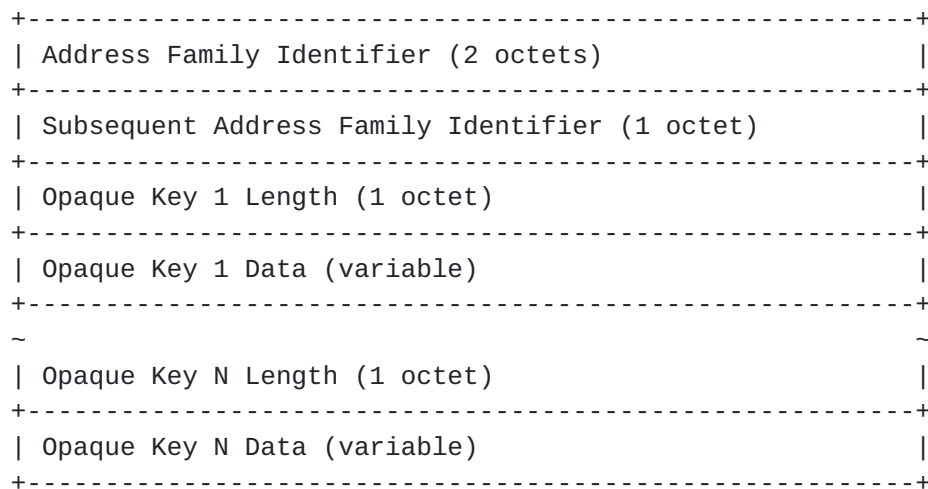 +---------------------------------------------------------+
| Address Family Identifier (2 octets)                    |
+---------------------------------------------------------+
| Subsequent Address Family Identifier (1 octet)          |
+---------------------------------------------------------+
| Opaque Key 1 Length (1 octet)                           |
+---------------------------------------------------------+
| Opaque Key 1 Data (variable)                            |
+---------------------------------------------------------+
~                                                         ~
| Opaque Key N Length (1 octet)                           |
+---------------------------------------------------------+
| Opaque Key N Data (variable)                            |
+---------------------------------------------------------+